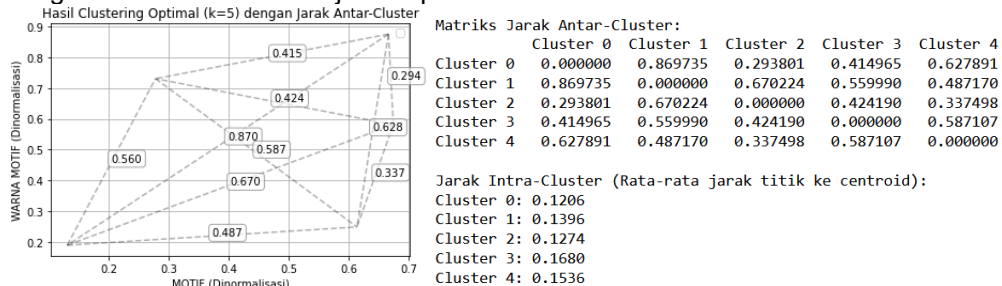 Hasil Clustering Optimal (k=5) dengan Jarak Antar-Cluster
0.9
0.8
0.7
0.6
0.5
0.4
0.3
0.2
WARNA MOTIF (Dinormalisasi)
0.415
0.294
0.424
0.628
0.870
0.587
0.560
0.337
0.670
0.487
0.2 0.3 0.4 0.5 0.6 0.7
MOTIF (Dinormalisasi)
Matriks Jarak Antar-Cluster:
Cluster 0 Cluster 1 Cluster 2 Cluster 3 Cluster 4
Cluster 0 0.000000 0.869735 0.293801 0.414965 0.627891
Cluster 1 0.869735 0.000000 0.670224 0.559990 0.487170
Cluster 2 0.293801 0.670224 0.000000 0.424190 0.337498
Cluster 3 0.414965 0.559990 0.424190 0.000000 0.587107
Cluster 4 0.627891 0.487170 0.337498 0.587107 0.000000
Jarak Intra-Cluster (Rata-rata jarak titik ke centroid):
Cluster 0: 0.1206
Cluster 1: 0.1396
Cluster 2: 0.1274
Cluster 3: 0.1680
Cluster 4: 0.1536